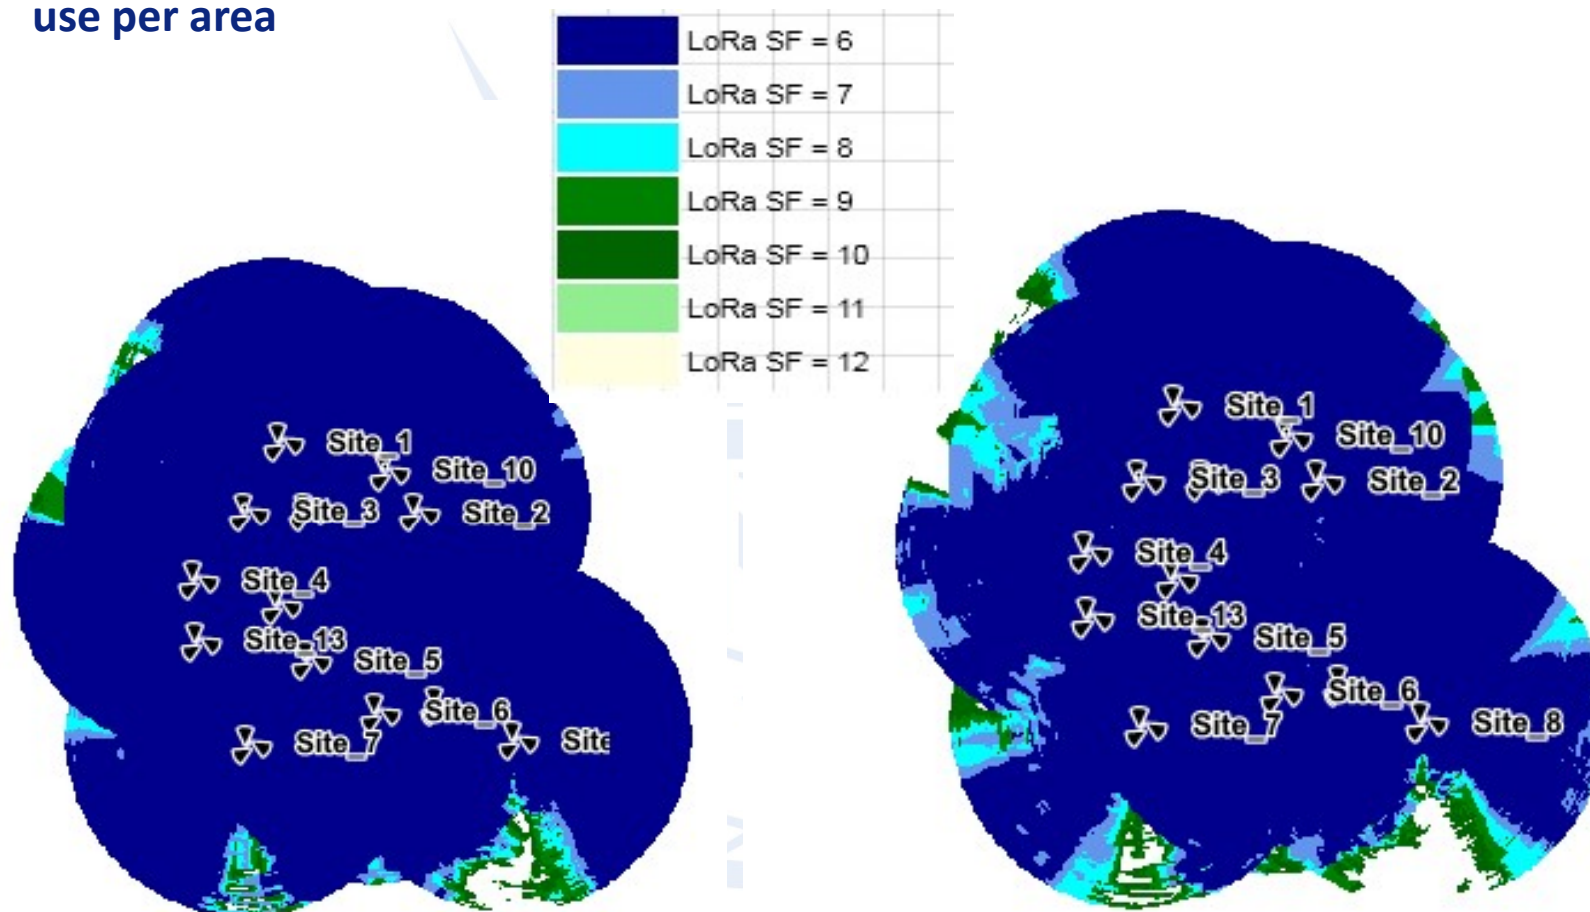 use per area
LoRa SF = 6
LoRa SF = 7
LoRa SF = 8
LoRa SF = 9
LoRa SF = 10
LoRa SF = 11
LoRa SF = 12
Site_1
Site_10
Site_3
Site_2
Site_4
Site_13
Site_5
Site_6
Site_7
Site
Site_1
Site_10
Site_3
Site_2
Site_4
Site_13
Site_5
Site_6
Site_7
Site_8